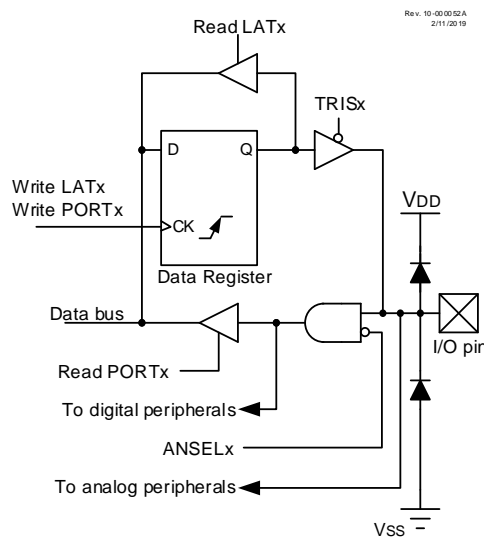 Rev. 10-000052A
2/11/2019
Read LATx
TRISx
D
Q
Write LATx
Write PORTx
CK
VDD
Data Register
Data bus
I/O pin
Read PORTx
To digital peripherals
ANSELx
To analog peripherals
VSS